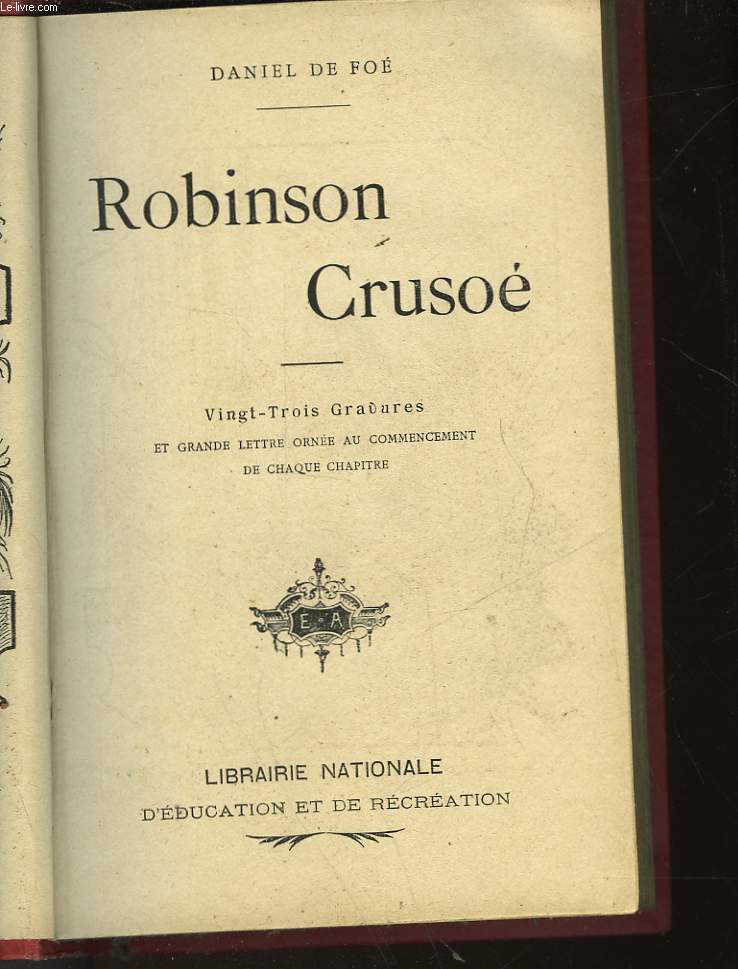 Le-livre.com
DANIEL DE FOÉ
Robinson
Crusoé
Vingt-Trois Gravures
ET GRANDE LETTRE ORNÉE AU COMMENCEMENT
DE CHAQUE CHAPITRE
E A
LIBRAIRIE NATIONALE
D'ÉDUCATION ET DE RÉCRÉATION